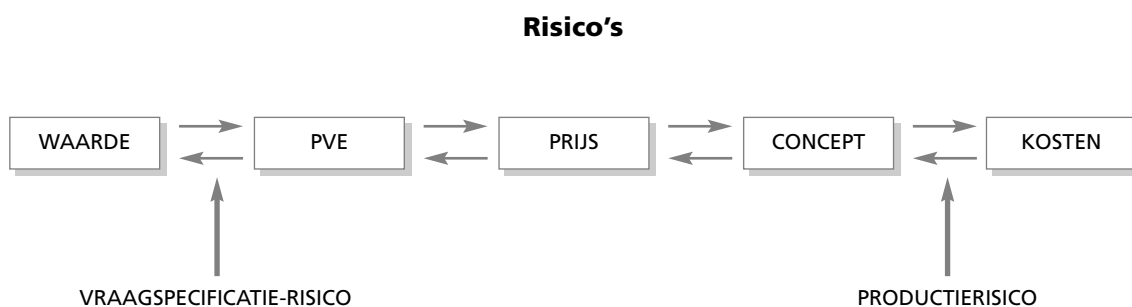 Risico's
WAARDE PVE PRIJS CONCEPT KOSTEN
VRAAGSPECIFICATIE-RISICO PRODUCTIERISICO